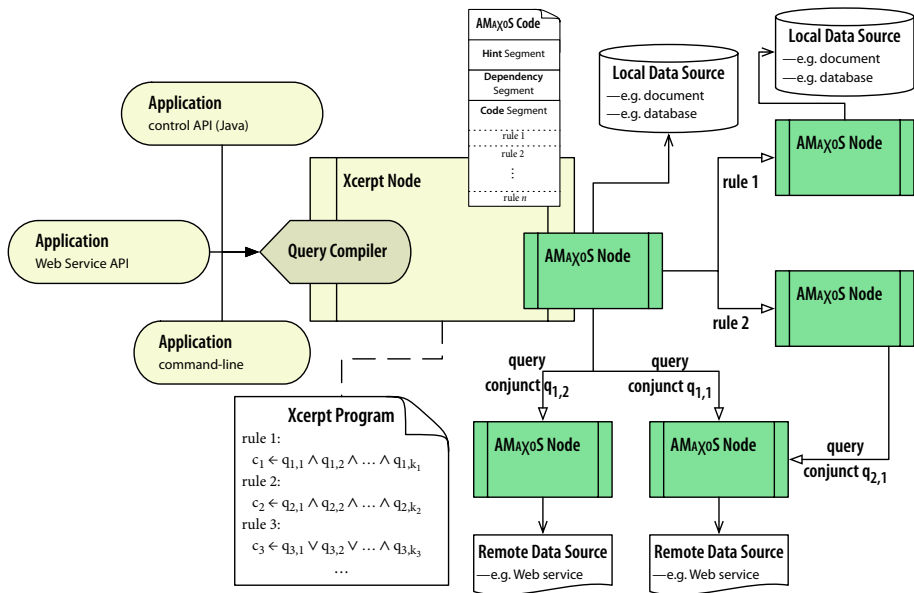 AMaχoS Code
Hint Segment
Dependency
Segment
Code Segment
rule 1
rule 2
⋮
rule n
Local Data Source
—e.g. document
—e.g. database
Local Data Source
—e.g. document
—e.g. database
Application
control API (Java)
Application
Web Service API
Application
command-line
Xcerpt Node
Query Compiler
AMaχoS Node
rule 1
AMaχoS Node
rule 2
AMaχoS Node
query
conjunct q1,2
query
conjunct q1,1
query
conjunct q2,1
AMaχoS Node
AMaχoS Node
Remote Data Source
—e.g. Web service
Remote Data Source
—e.g. Web service
Xcerpt Program
rule 1:
c₁ ← q₁,₁ ∧ q₁,₂ ∧ … ∧ q₁,k₁
rule 2:
c₂ ← q₂,₁ ∧ q₂,₂ ∧ … ∧ q₂,k₂
rule 3:
c₃ ← q₃,₁ ∨ q₃,₂ ∨ … ∧ q₃,k₃
…